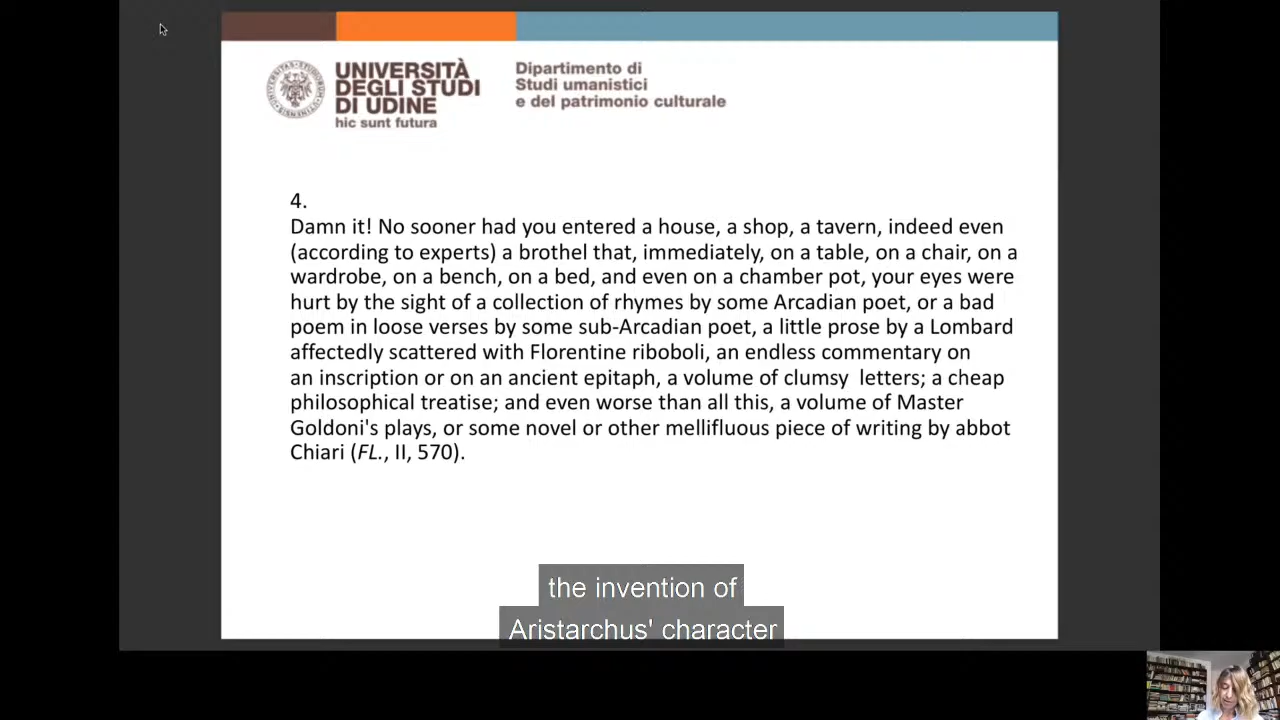 UNIVERSITÀ
DEGLI STUDI
DI UDINE
hic sunt futura
Dipartimento di
Studi umanistici
e del patrimonio culturale
4.
Damn it! No sooner had you entered a house, a shop, a tavern, indeed even
(according to experts) a brothel that, immediately, on a table, on a chair, on a
wardrobe, on a bench, on a bed, and even on a chamber pot, your eyes were
hurt by the sight of a collection of rhymes by some Arcadian poet, or a bad
poem in loose verses by some sub-Arcadian poet, a little prose by a Lombard
affectedly scattered with Florentine riboboli, an endless commentary on
an inscription or on an ancient epitaph, a volume of clumsy letters; a cheap
philosophical treatise; and even worse than all this, a volume of Master
Goldoni's plays, or some novel or other mellifluous piece of writing by abbot
Chiari (FL., II, 570).
the invention of
Aristarchus' character